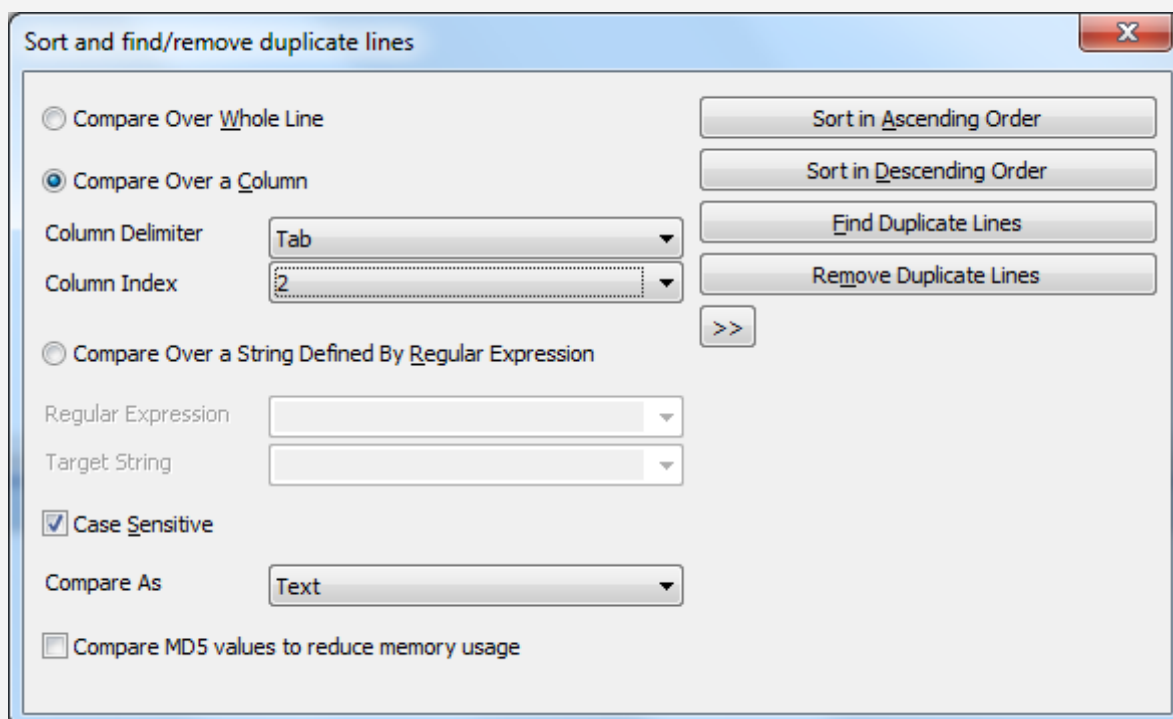 Sort and find/remove duplicate lines
Compare Over Whole Line
Compare Over a Column
Column Delimiter
Tab
Column Index
2
Compare Over a String Defined By Regular Expression
Regular Expression
Target String
Case Sensitive
Compare As
Text
Compare MD5 values to reduce memory usage
Sort in Ascending Order
Sort in Descending Order
Find Duplicate Lines
Remove Duplicate Lines
>>